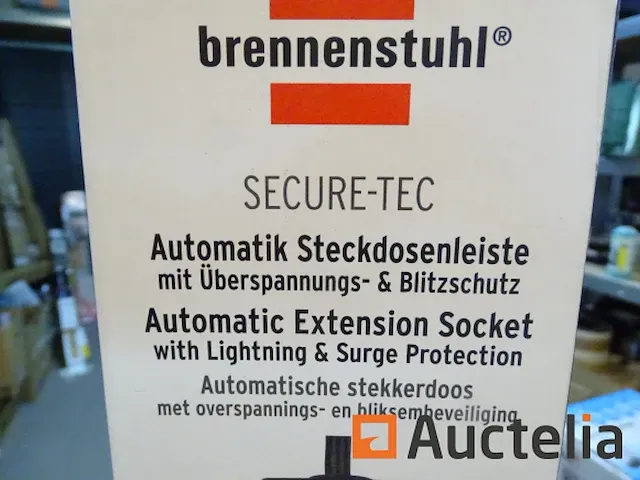 brennenstuhl®
SECURE-TEC
Automatik Steckdosenleiste
mit Überspannungs- & Blitzschutz
Automatic Extension Socket
with Lightning & Surge Protection
Automatische stekkerdoos
met overspannings- en bliksembeveiliging
Auctelia